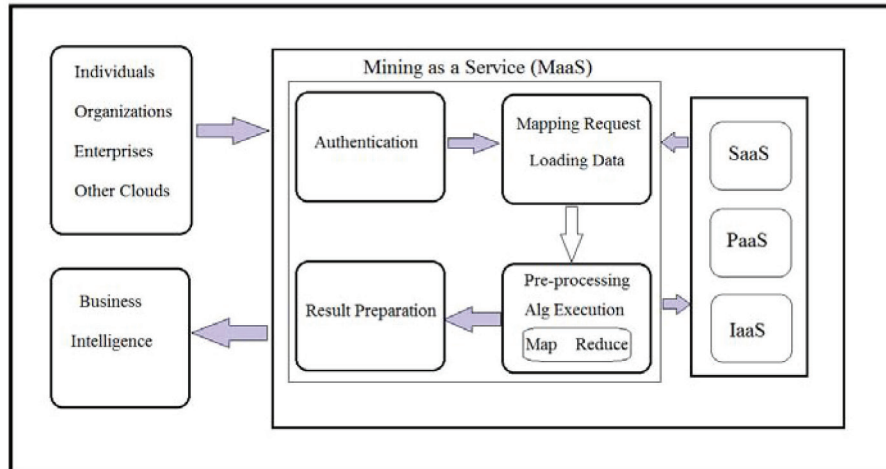 Individuals
Organizations
Enterprises
Other Clouds
Mining as a Service (MaaS)
Authentication
Mapping Request
Loading Data
SaaS
PaaS
IaaS
Business
Intelligence
Result Preparation
Pre-processing
Alg Execution
Map Reduce